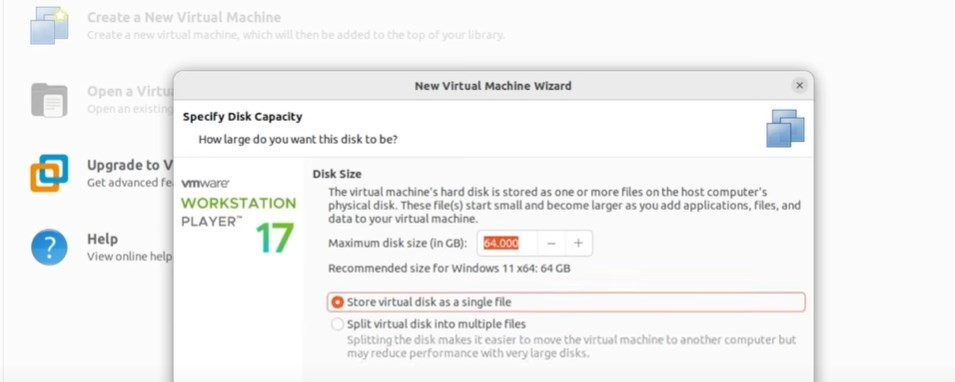 Create a New Virtual Machine
Create a new virtual machine, which will then be added to the top of your library.
Open a Virtu
Open an existing
Upgrade to V
Get advanced fe
Help
View online help
New Virtual Machine Wizard
Specify Disk Capacity
How large do you want this disk to be?
vmware
WORKSTATION
PLAYER™
17
Disk Size
The virtual machine's hard disk is stored as one or more files on the host computer's
physical disk. These file(s) start small and become larger as you add applications, files, and
data to your virtual machine.
Maximum disk size (in GB): 64.000 − +
Recommended size for Windows 11 x64: 64 GB
Store virtual disk as a single file
Split virtual disk into multiple files
Splitting the disk makes it easier to move the virtual machine to another computer but
may reduce performance with very large disks.